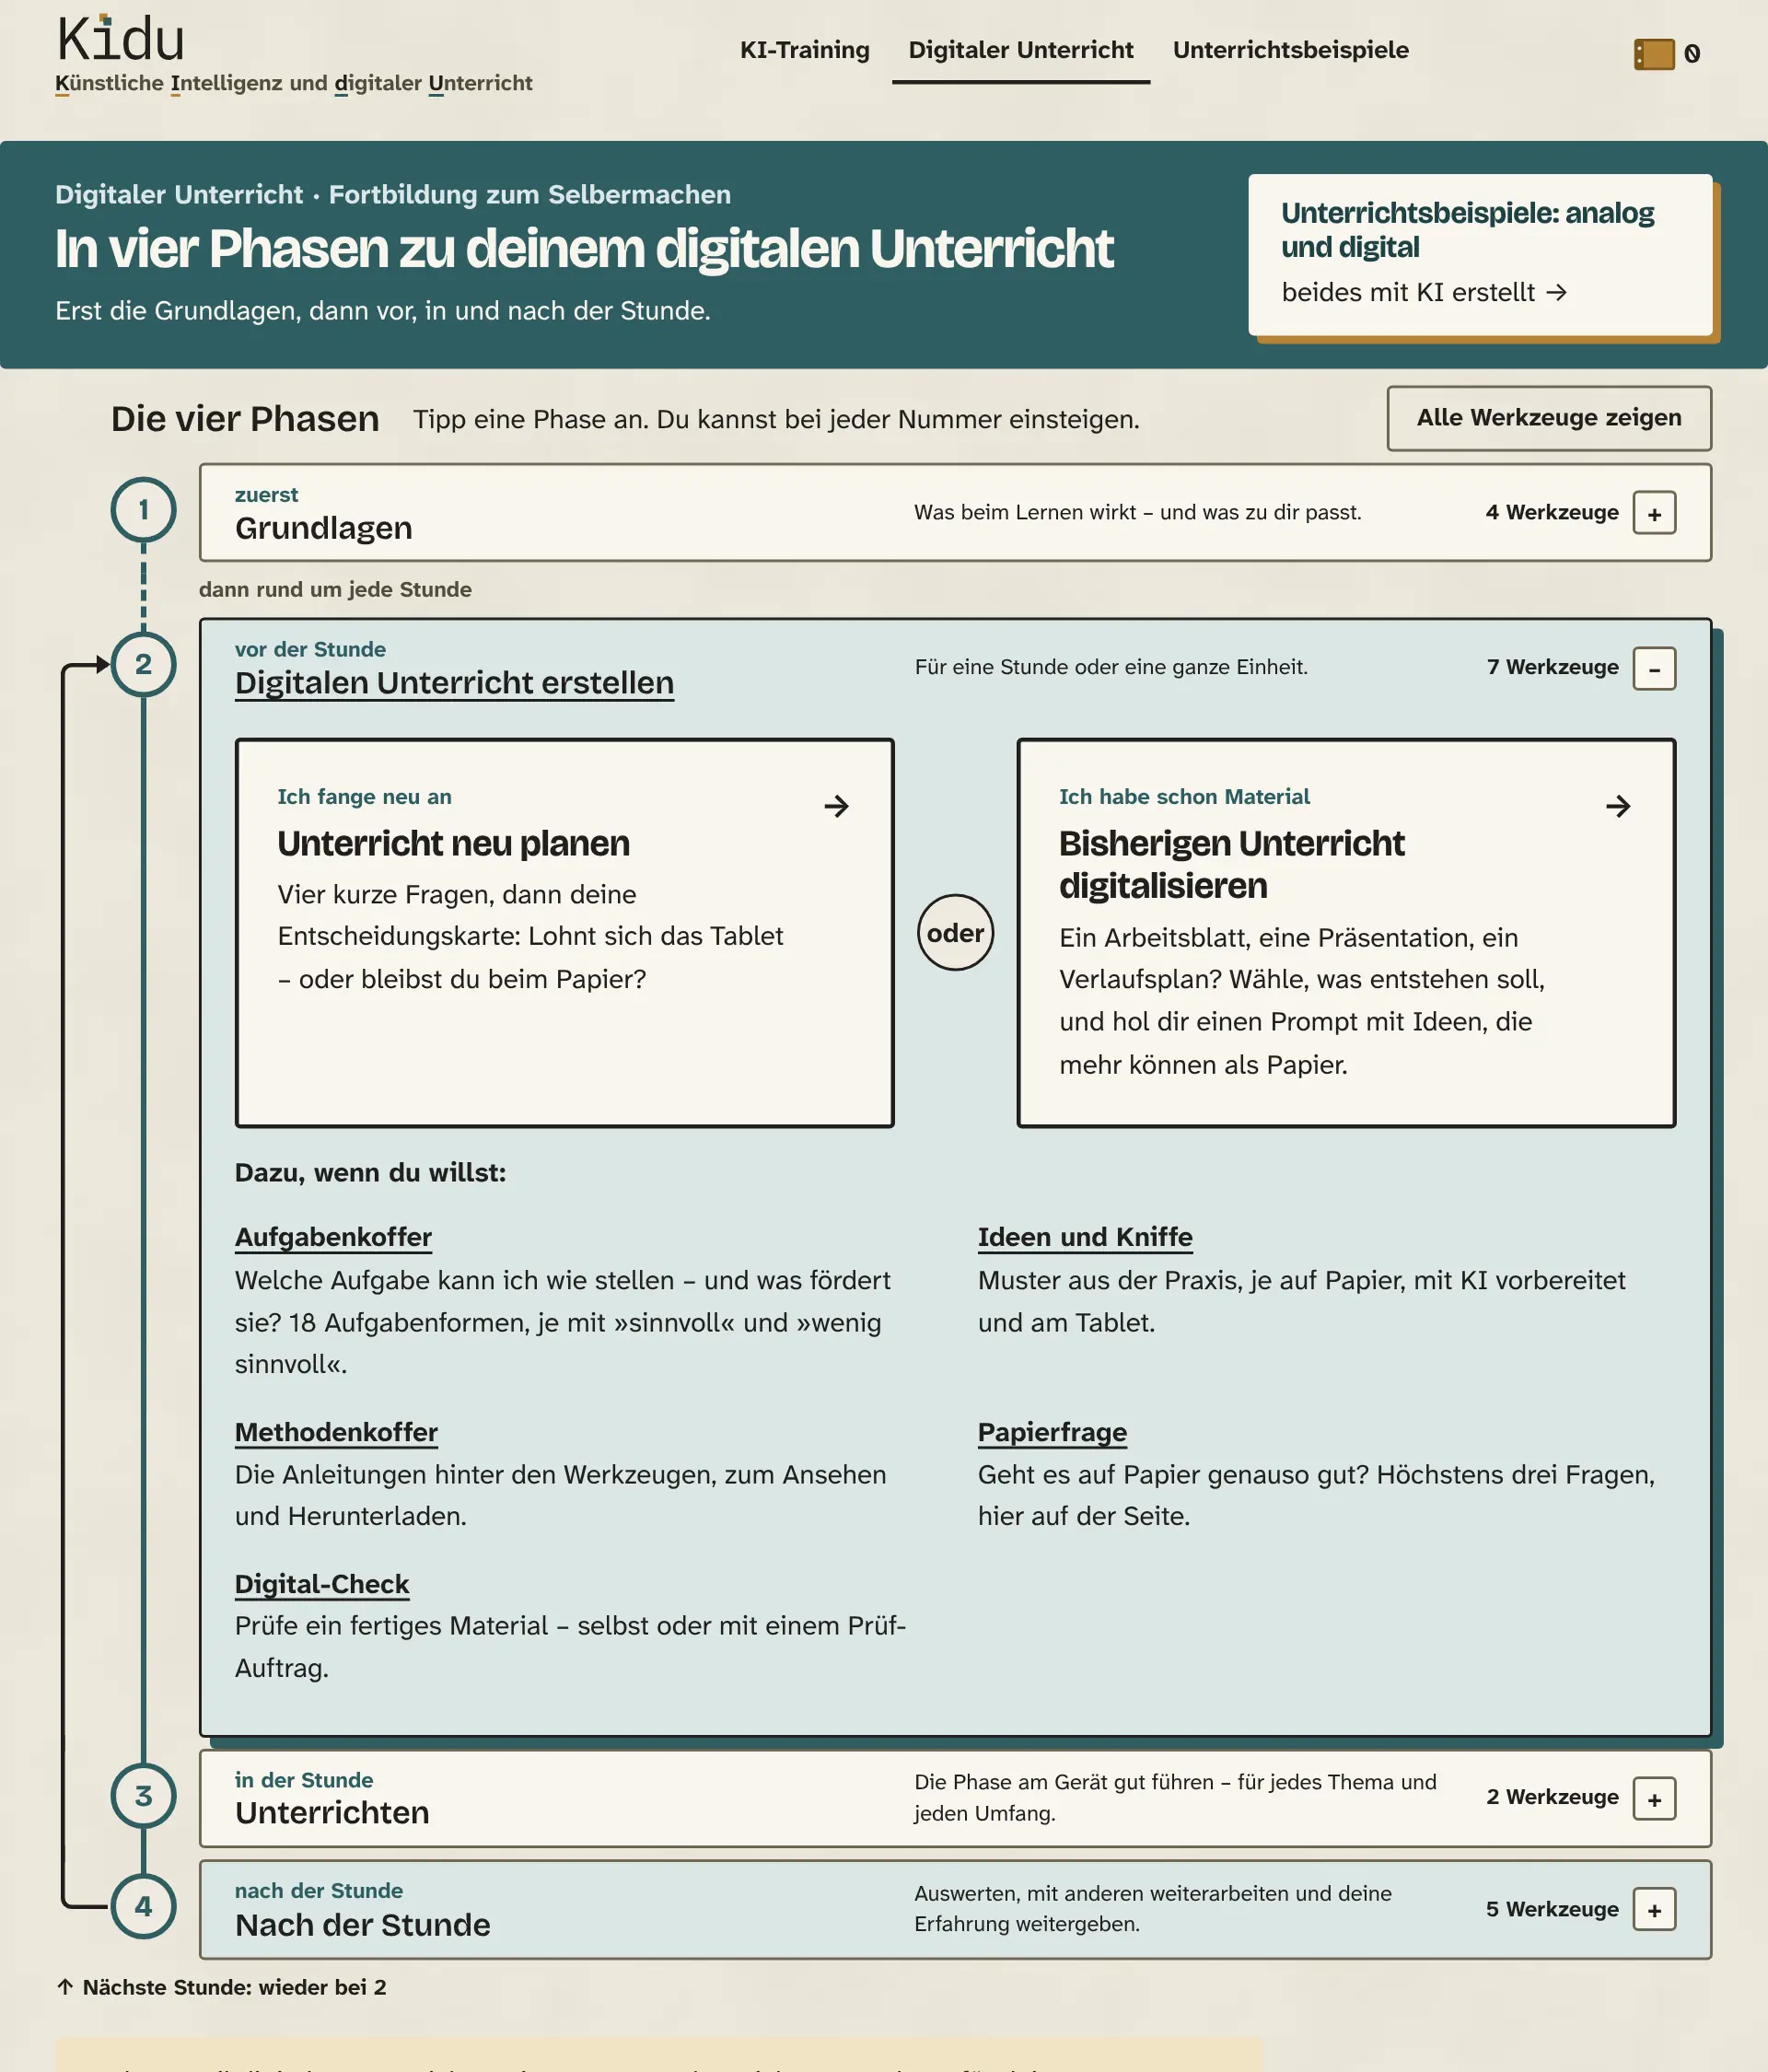 Kidu
Künstliche Intelligenz und digitaler Unterricht
KI-Training
Digitaler Unterricht
Unterrichtsbeispiele
0
Digitaler Unterricht · Fortbildung zum Selbermachen
In vier Phasen zu deinem digitalen Unterricht
Erst die Grundlagen, dann vor, in und nach der Stunde.
Unterrichtsbeispiele: analog
und digital
beides mit KI erstellt →
Die vier Phasen
Tipp eine Phase an. Du kannst bei jeder Nummer einsteigen.
Alle Werkzeuge zeigen
1
zuerst
Grundlagen
Was beim Lernen wirkt – und was zu dir passt.
4 Werkzeuge
+
dann rund um jede Stunde
2
vor der Stunde
Digitalen Unterricht erstellen
Für eine Stunde oder eine ganze Einheit.
7 Werkzeuge
–
Ich fange neu an
→
Unterricht neu planen
Vier kurze Fragen, dann deine
Entscheidungskarte: Lohnt sich das Tablet
– oder bleibst du beim Papier?
oder
Ich habe schon Material
→
Bisherigen Unterricht
digitalisieren
Ein Arbeitsblatt, eine Präsentation, ein
Verlaufsplan? Wähle, was entstehen soll,
und hol dir einen Prompt mit Ideen, die
mehr können als Papier.
Dazu, wenn du willst:
Aufgabenkoffer
Welche Aufgabe kann ich wie stellen – und was fördert
sie? 18 Aufgabenformen, je mit »sinnvoll« und »wenig
sinnvoll«.
Ideen und Kniffe
Muster aus der Praxis, je auf Papier, mit KI vorbereitet
und am Tablet.
Methodenkoffer
Die Anleitungen hinter den Werkzeugen, zum Ansehen
und Herunterladen.
Papierfrage
Geht es auf Papier genauso gut? Höchstens drei Fragen,
hier auf der Seite.
Digital-Check
Prüfe ein fertiges Material – selbst oder mit einem Prüf-
Auftrag.
3
in der Stunde
Unterrichten
Die Phase am Gerät gut führen – für jedes Thema und
jeden Umfang.
2 Werkzeuge
+
4
nach der Stunde
Nach der Stunde
Auswerten, mit anderen weiterarbeiten und deine
Erfahrung weitergeben.
5 Werkzeuge
+
↑ Nächste Stunde: wieder bei 2